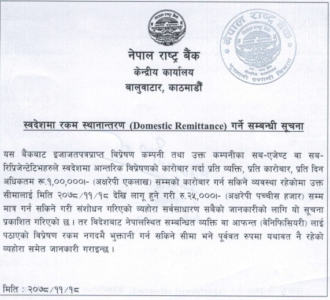 नेपाल राष्ट्र बैंक
केन्द्रीय कार्यालय
बालुवाटार, काठमाडौं
स्वदेशमा रकम स्थानान्तरण (Domestic Remittance) गर्ने सम्बन्धी सूचना
यस बैंकबाट इजाजतपत्रप्राप्त विप्रेषण कम्पनी तथा उक्त कम्पनीका सब-एजेण्ट वा सब-
रिप्रिजेन्टेटिभहरुले स्वदेशमा आन्तरिक विप्रेषणको कारोबार गर्दा प्रति व्यक्ति, प्रति कारोबार, प्रति दिन
अधिकतम रु.१,००,०००/- (अक्षरेपी एकलाख) सम्मको कारोबार गर्न सकिने व्यवस्था रहेकोमा उक्त
सीमालाई मिति २०७८/११/१८ देखि लागू हुने गरी रु.२५,०००/- (अक्षरेपी पच्चीस हजार) सम्म
मात्र गर्न सकिने गरी संशोधन गरिएको व्यहोरा सर्वसाधारण सबैको जानकारीको लागि यो सूचना
प्रकाशित गरिएको छ । तर विदेशबाट नेपालस्थित सम्बन्धित व्यक्ति वा आफन्त (बेनिफिसियरी) लाई
पठाएको विप्रेषण रकम नगदमै भुक्तानी गर्न सकिने सीमा भने पूर्ववत रुपमा यथावत नै रहेको
व्यहोरा समेत जानकारी गराइन्छ ।
मिति : २०७८/११/१८